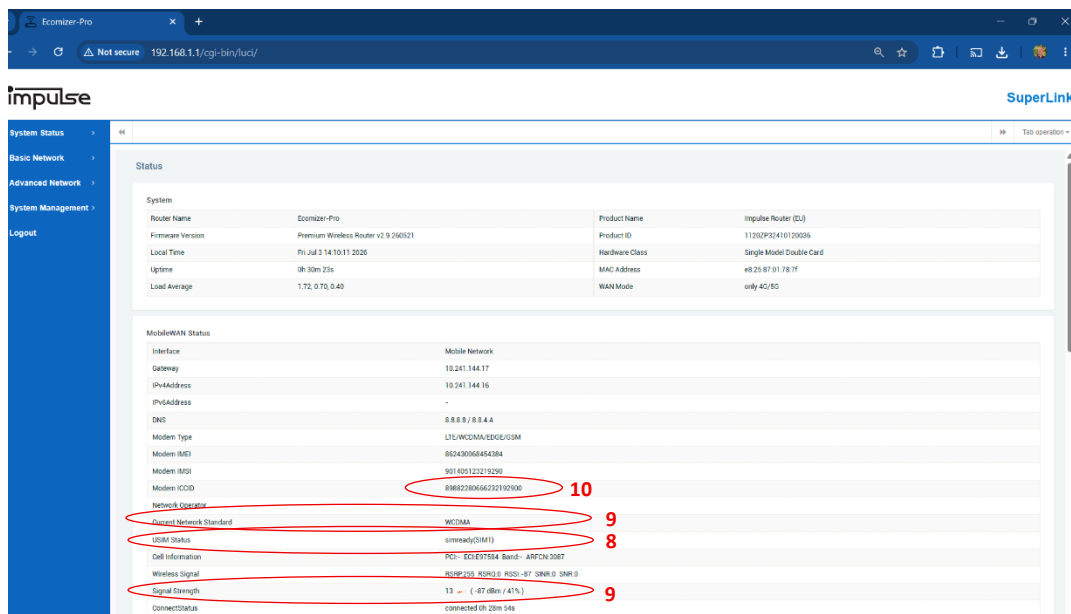 Ecomizer-Pro
Not secure 192.168.1.1/cgi-bin/luci/
impulse
SuperLink
System Status
Tab operation
Basic Network
Advanced Network
System Management
Logout
Status
System
Router Name Ecomizer-Pro Product Name Impulse Router (EU)
Firmware Version Premium Wireless Router v2.9.260521 Product ID 1120ZP32410120036
Local Time Fri Jul 3 14:10:11 2026 Hardware Class Single Model Double Card
Uptime 0h 30m 23s MAC Address e8:25:87:01:78:7f
Load Average 1.72, 0.70, 0.40 WAN Mode only 4G/5G
MobileWAN Status
Interface Mobile Network
Gateway 10.241.144.17
IPv4Address 10.241.144.16
IPv6Address -
DNS 8.8.8.8 / 8.8.4.4
Modem Type LTE/WCDMA/EDGE/GSM
Modem IMEI 862430068454384
Modem IMSI 901405123219290
Modem ICCID 89882280666232192900 10
Network Operator
Current Network Standard WCDMA 9
USIM Status simready(SIM1) 8
Cell Information PCI:- ECI:E97584 Band:- ARFCN:3087
Wireless Signal RSRP:255 RSRQ:0 RSSI:-87 SINR:0 SNR:0
Signal Strength 13 ( -87 dBm / 41% ) 9
ConnectStatus connected 0h 28m 54s